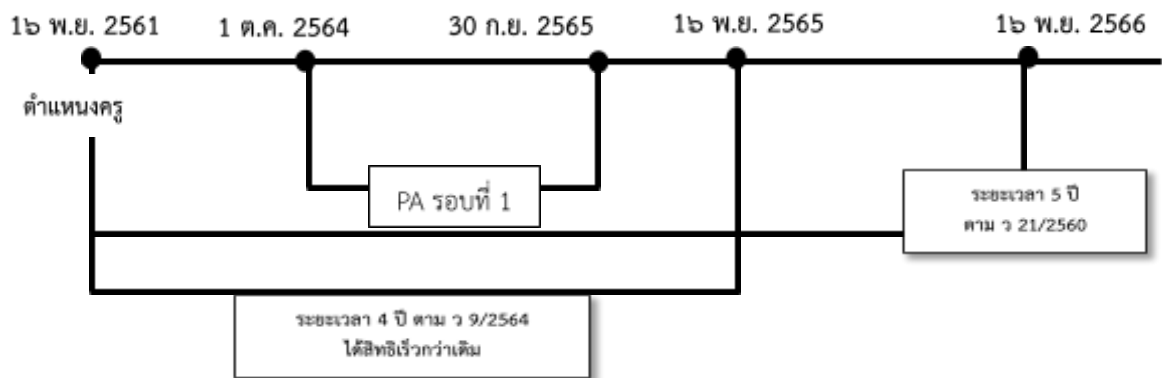 1๖ พ.ย. 2561 1 ต.ค. 2564 30 ก.ย. 2565 1๖ พ.ย. 2565 1๖ พ.ย. 2566
ตำแหนงครู
PA รอบที่ 1
ระยะเวลา 5 ปี
ตาม ว 21/2560
ระยะเวลา 4 ปี ตาม ว 9/2564
ได้สิทธิเร็วกว่าเดิม